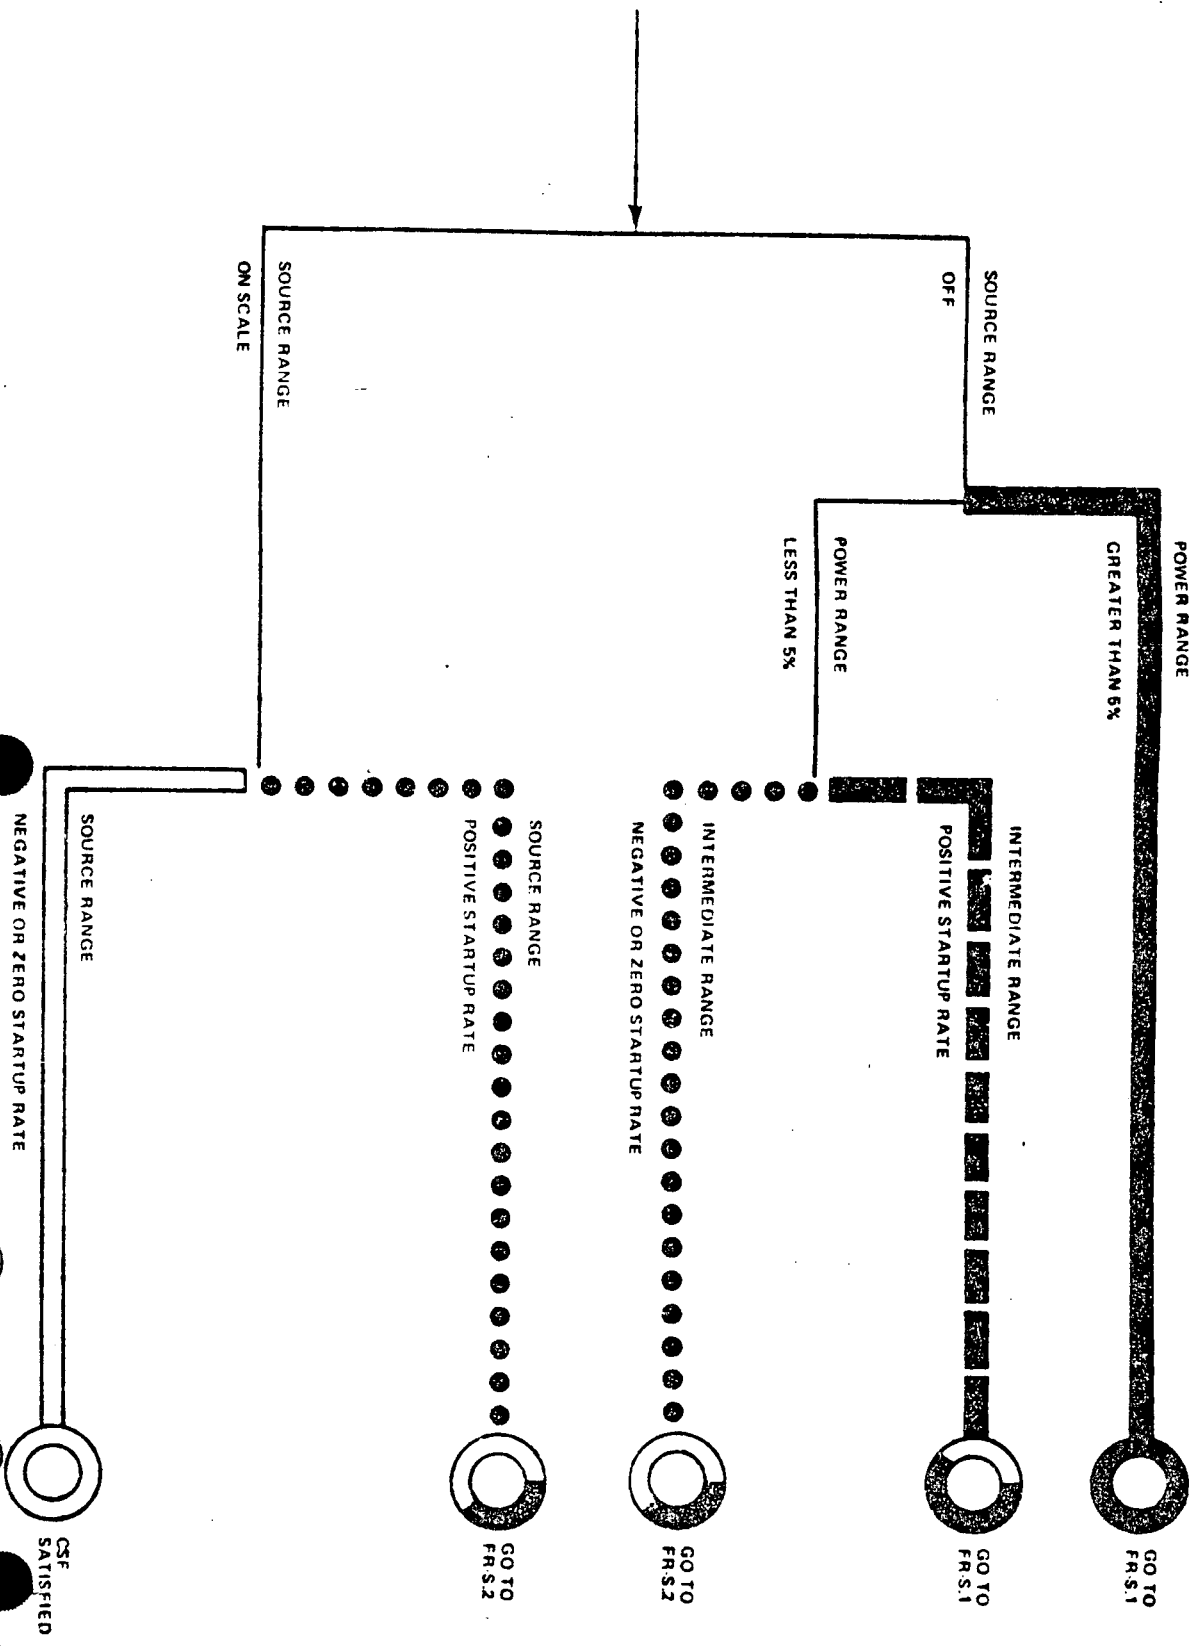 POWER RANGE
GREATER THAN 5%
GO TO
FR-S.1
SOURCE RANGE
OFF
INTERMEDIATE RANGE
POSITIVE STARTUP RATE
GO TO
FR-S.1
POWER RANGE
LESS THAN 5%
INTERMEDIATE RANGE
NEGATIVE OR ZERO STARTUP RATE
GO TO
FR-S.2
SOURCE RANGE
POSITIVE STARTUP RATE
GO TO
FR-S.2
SOURCE RANGE
ON SCALE
SOURCE RANGE
NEGATIVE OR ZERO STARTUP RATE
CSF
SATISFIED